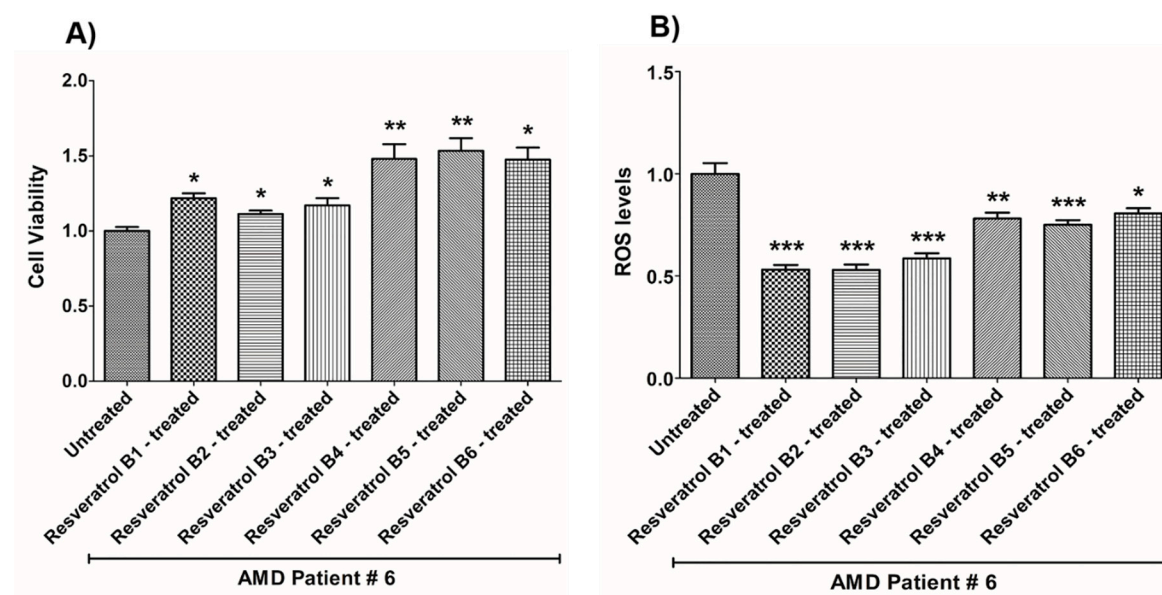 A)
Cell Viability
2.0
1.5
1.0
0.5
0.0
*
*
*
**
**
*
Untreated
Resveratrol B1 - treated
Resveratrol B2 - treated
Resveratrol B3 - treated
Resveratrol B4 - treated
Resveratrol B5 - treated
Resveratrol B6 - treated
AMD Patient # 6
B)
ROS levels
1.5
1.0
0.5
0.0
***
***
***
**
***
*
Untreated
Resveratrol B1 - treated
Resveratrol B2 - treated
Resveratrol B3 - treated
Resveratrol B4 - treated
Resveratrol B5 - treated
Resveratrol B6 - treated
AMD Patient # 6